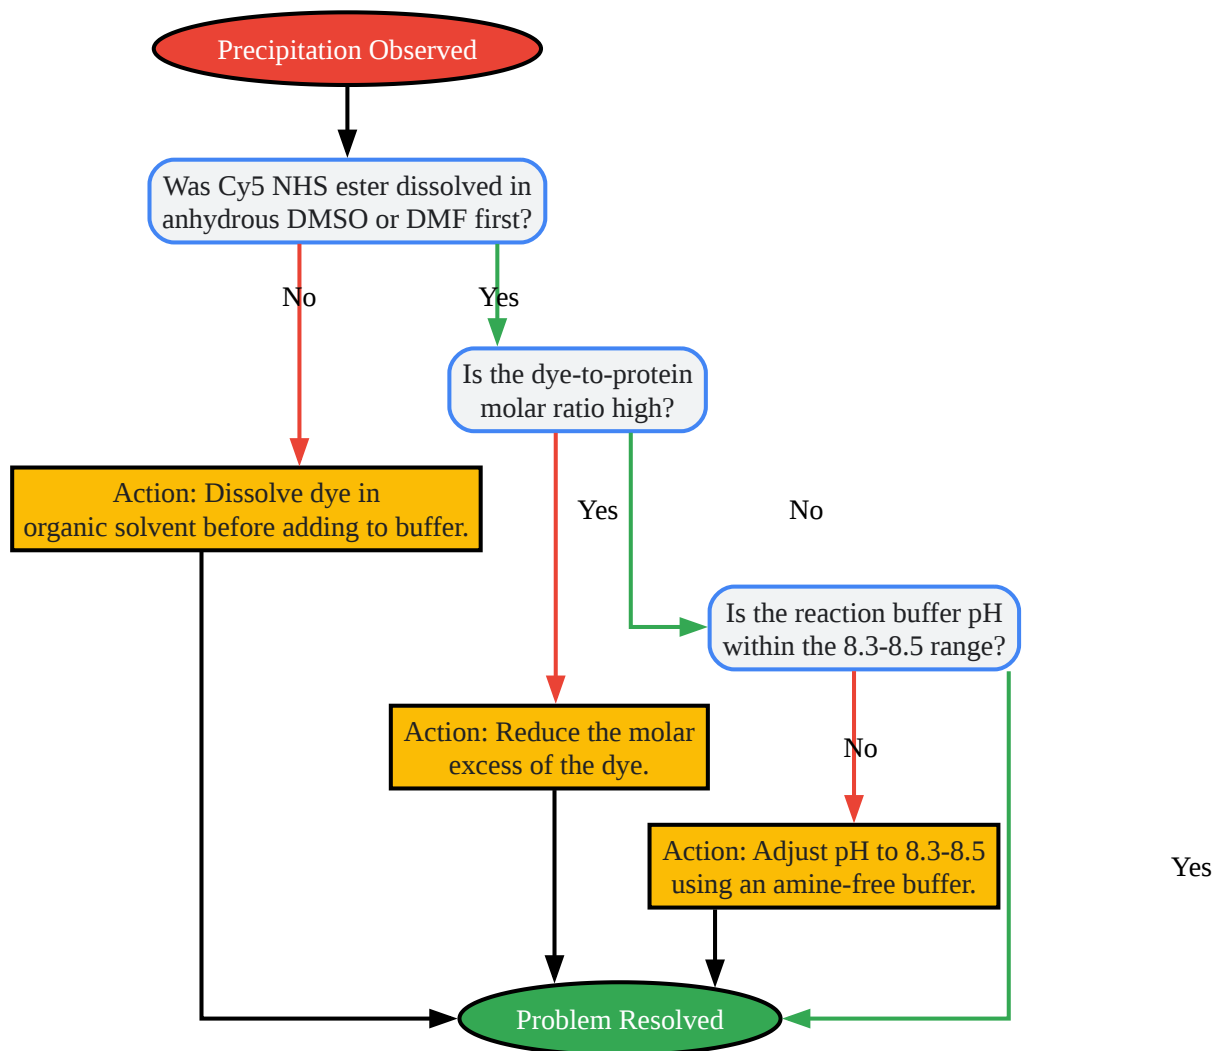 Precipitation Observed
Was Cy5 NHS ester dissolved in
anhydrous DMSO or DMF first?
No
Yes
Is the dye-to-protein
molar ratio high?
Action: Dissolve dye in
organic solvent before adding to buffer.
Yes
No
Is the reaction buffer pH
within the 8.3-8.5 range?
Action: Reduce the molar
excess of the dye.
No
Action: Adjust pH to 8.3-8.5
using an amine-free buffer.
Yes
Problem Resolved